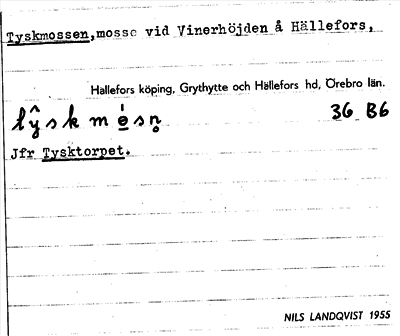 Tyskmossen, mosse vid Vinerhöjden å Hällefors,
Hällefors köping, Grythytte och Hällefors hd, Örebro län.
36 B6
Jfr Tysktorpet.
NILS LANDQVIST 1955